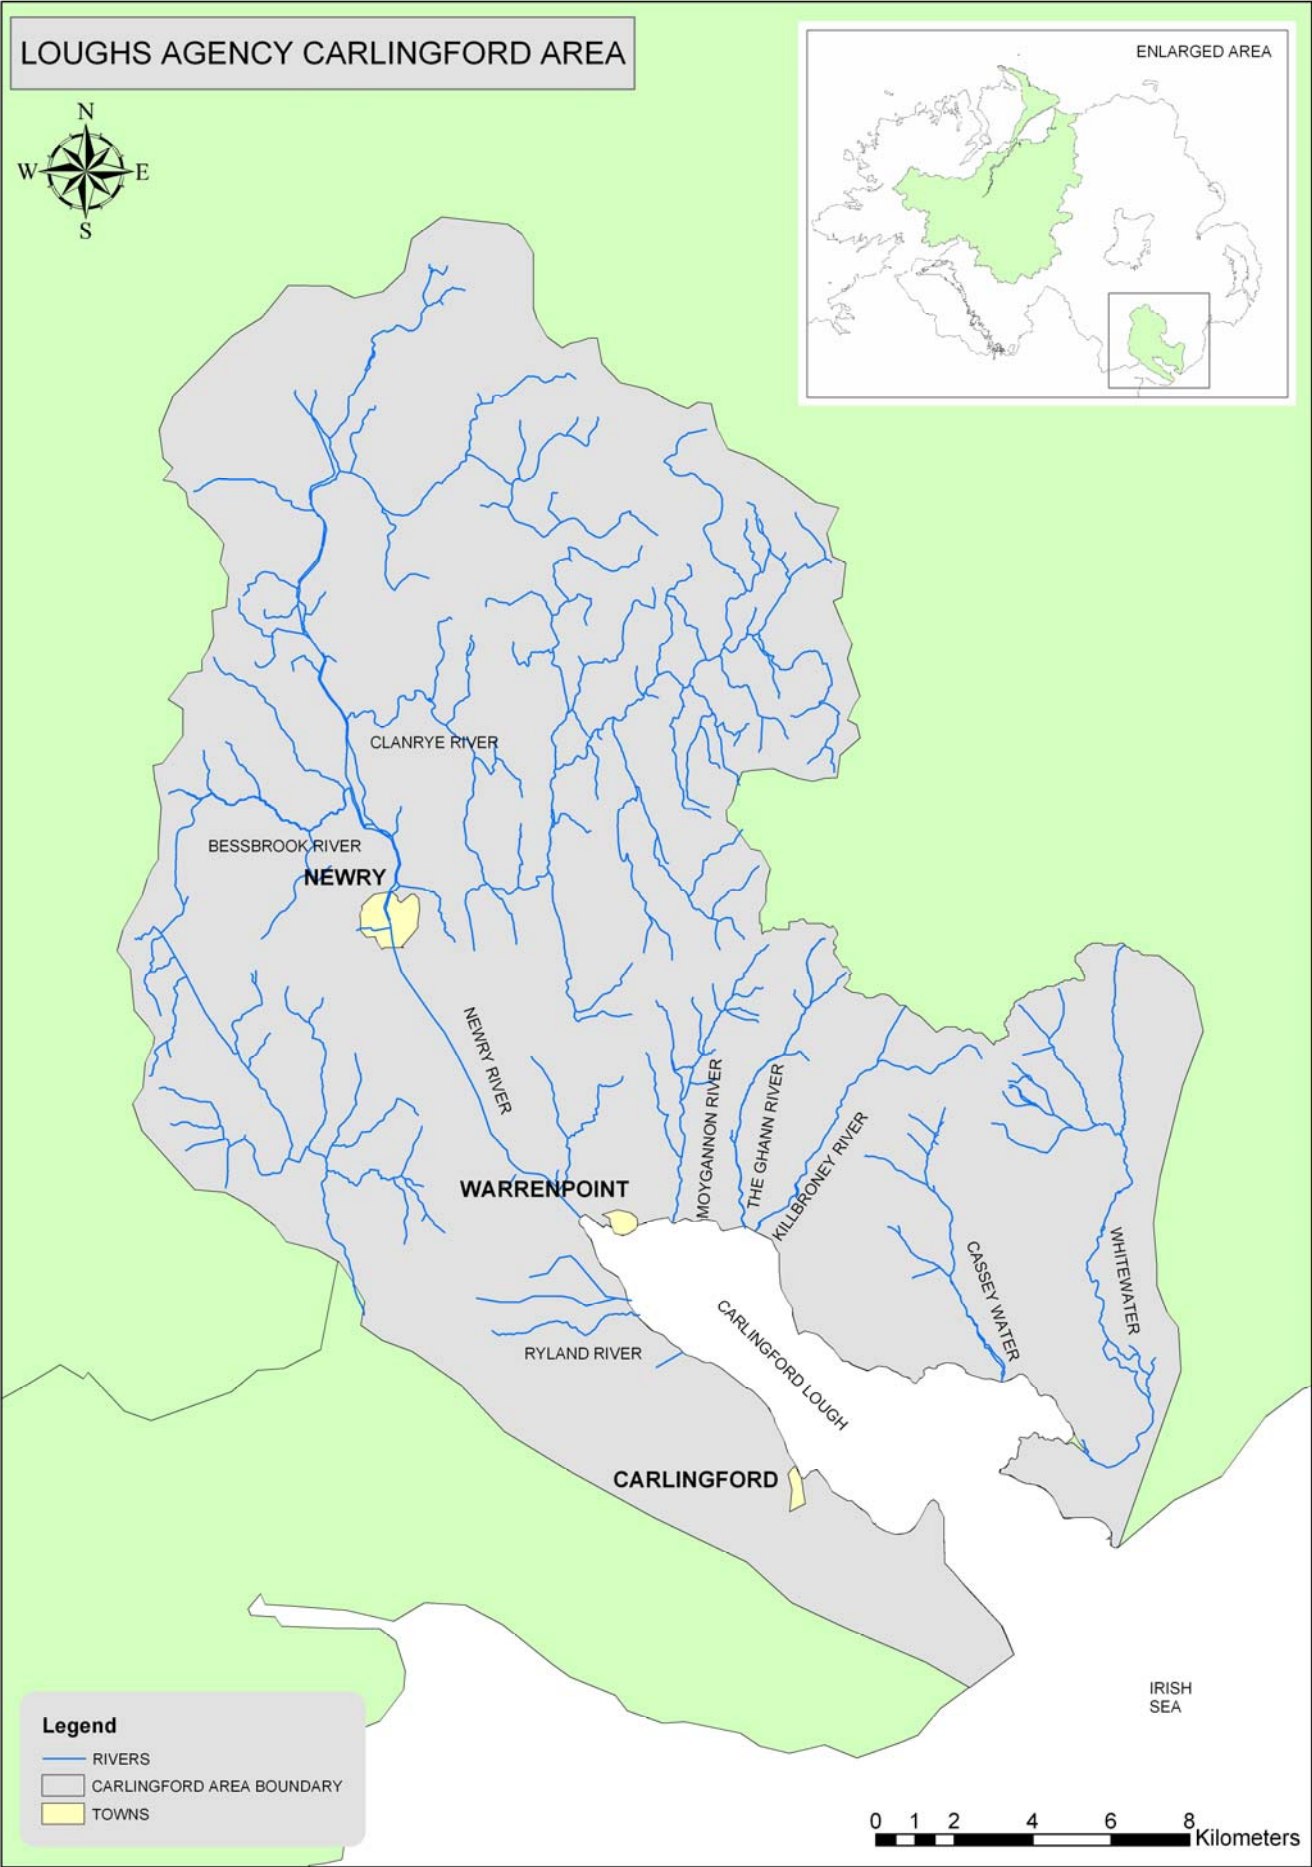 LOUGHS AGENCY CARLINGFORD AREA
ENLARGED AREA
N
W
E
S
CLANRYE RIVER
BESSBROOK RIVER
NEWRY
NEWRY RIVER
MOYGANNON RIVER
THE GHANN RIVER
KILLBRONEY RIVER
WARRENPOINT
CASSEY WATER
WHITEWATER
CARLINGFORD LOUGH
RYLAND RIVER
CARLINGFORD
IRISH
SEA
Legend
RIVERS
CARLINGFORD AREA BOUNDARY
TOWNS
0 1 2 4 6 8
Kilometers